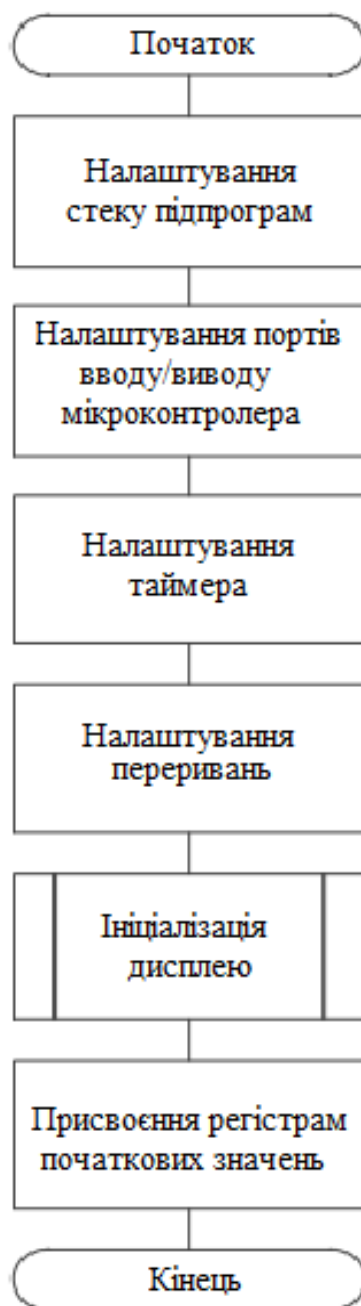 Початок
Налаштування
стеку підпрограм
Налаштування портів
вводу/виводу
мікроконтролера
Налаштування
таймера
Налаштування
переривань
Ініціалізація
дисплею
Присвоєння регістрам
початкових значень
Кінець